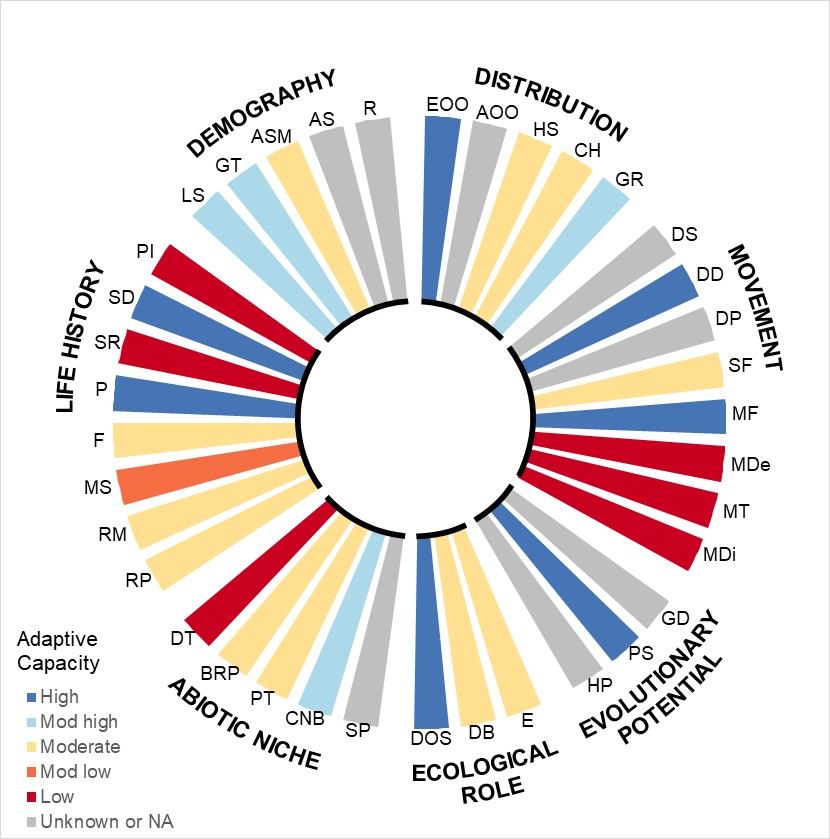 DEMOGRAPHY
DISTRIBUTION
MOVEMENT
EVOLUTIONARY
POTENTIAL
ECOLOGICAL
ROLE
ABIOTIC NICHE
LIFE HISTORY
EOO
AOO
HS
CH
GR
DS
DD
DP
SF
MF
MDe
MT
MDi
GD
PS
HP
E
DB
DOS
SP
CNB
PT
BRP
DT
RP
RM
MS
F
P
SR
SD
PI
LS
GT
ASM
AS
R
Adaptive
Capacity
High
Mod high
Moderate
Mod low
Low
Unknown or NA